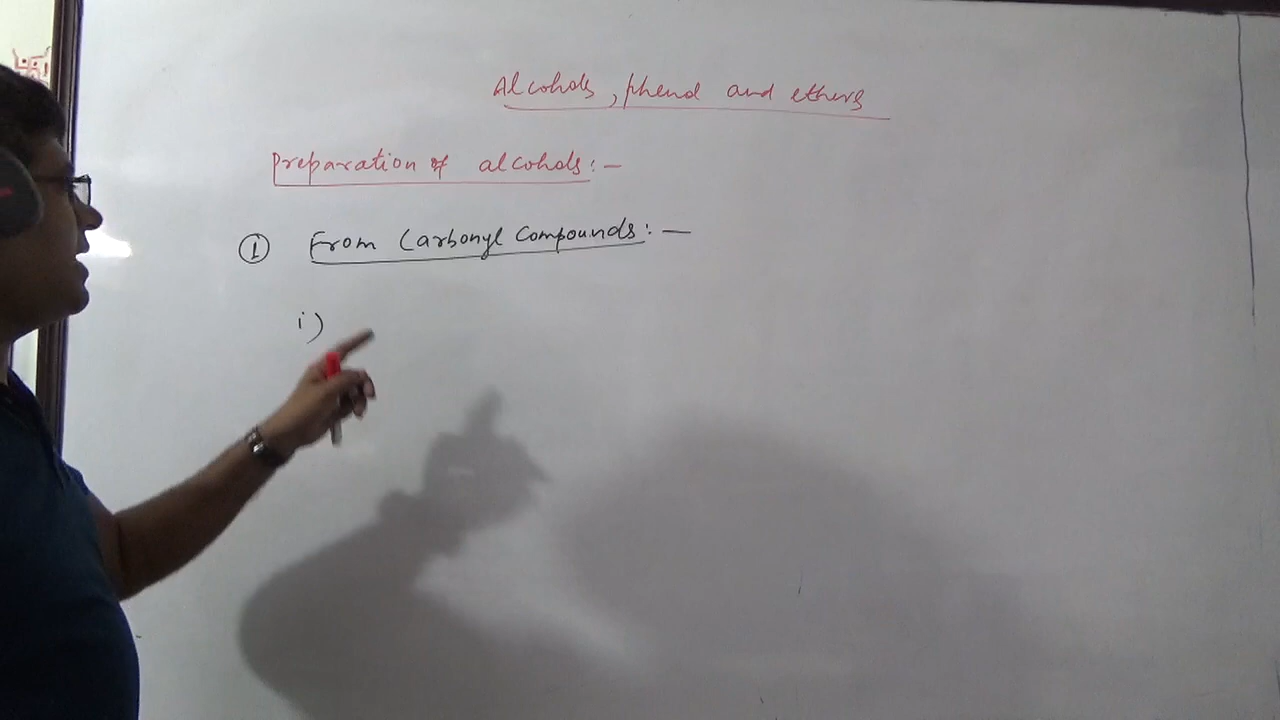 Alcohols, phenol and ethers
Preparation of alcohols:-
① From Carbonyl Compounds:-
i)